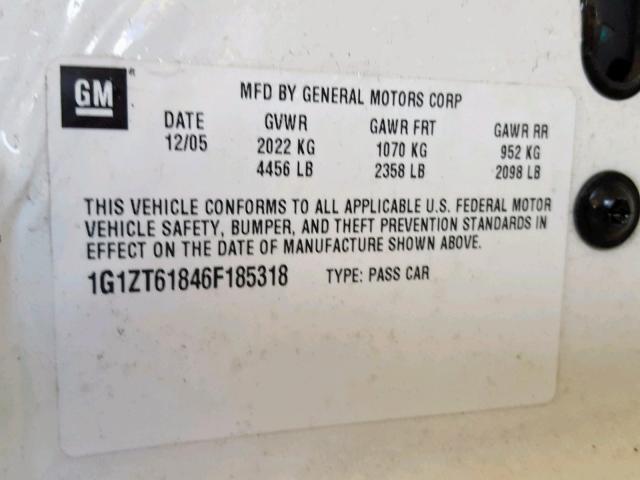 GM®
MFD BY GENERAL MOTORS CORP
DATE GVWR GAWR FRT GAWR RR
12/05 2022 KG 1070 KG 952 KG
4456 LB 2358 LB 2098 LB
THIS VEHICLE CONFORMS TO ALL APPLICABLE U.S. FEDERAL MOTOR
VEHICLE SAFETY, BUMPER, AND THEFT PREVENTION STANDARDS IN
EFFECT ON THE DATE OF MANUFACTURE SHOWN ABOVE.
1G1ZT61846F185318 TYPE: PASS CAR